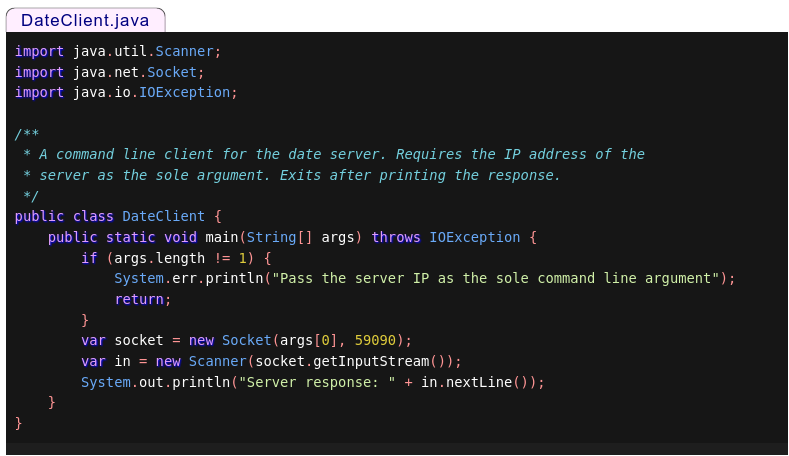 DateClient.java
import java.util.Scanner;
import java.net.Socket;
import java.io.IOException;

/**
 * A command line client for the date server. Requires the IP address of the
 * server as the sole argument. Exits after printing the response.
 */
public class DateClient {
    public static void main(String[] args) throws IOException {
        if (args.length != 1) {
            System.err.println("Pass the server IP as the sole command line argument");
            return;
        }
        var socket = new Socket(args[0], 59090);
        var in = new Scanner(socket.getInputStream());
        System.out.println("Server response: " + in.nextLine());
    }
}